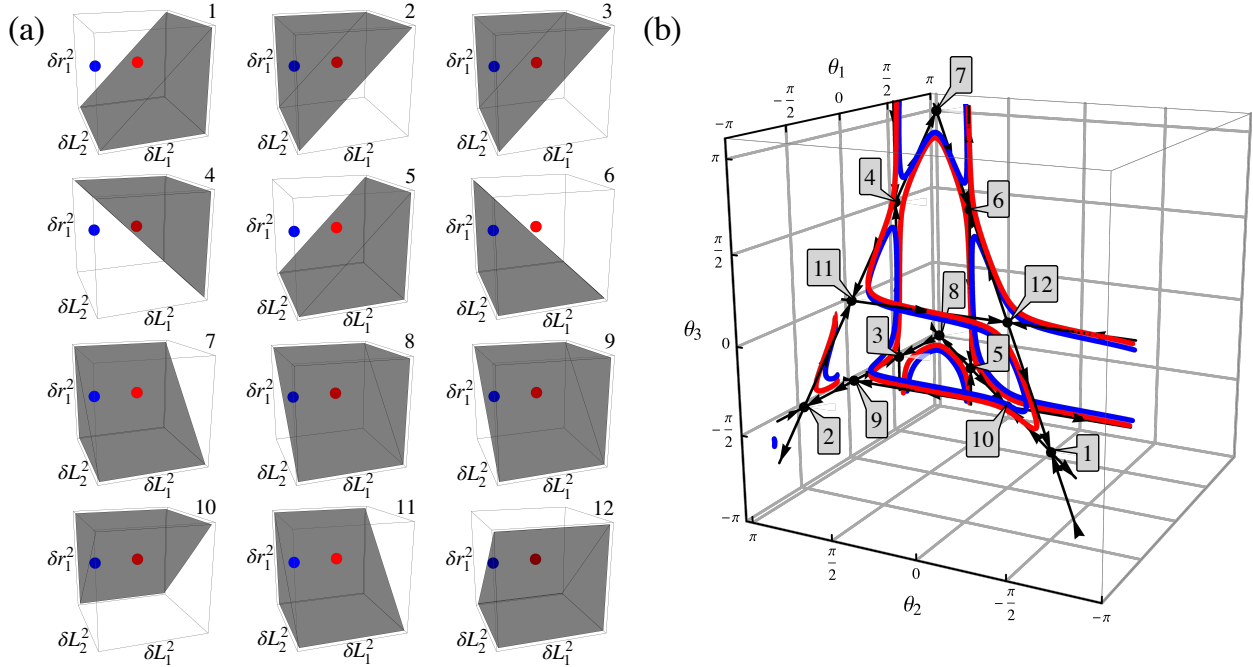 (a)
1
δr₁²
δL₂²
δL₁²
2
δr₁²
δL₂²
δL₁²
3
δr₁²
δL₂²
δL₁²
4
δr₁²
δL₂²
δL₁²
5
δr₁²
δL₂²
δL₁²
6
δr₁²
δL₂²
δL₁²
7
δr₁²
δL₂²
δL₁²
8
δr₁²
δL₂²
δL₁²
9
δr₁²
δL₂²
δL₁²
10
δr₁²
δL₂²
δL₁²
11
δr₁²
δL₂²
δL₁²
12
δr₁²
δL₂²
δL₁²
(b)
θ₁
-π
-π/2
0
π/2
π
θ₃
π
π/2
0
-π/2
-π
θ₂
π
π/2
0
-π/2
-π
7
4
6
11
8
12
3
5
2
9
10
1